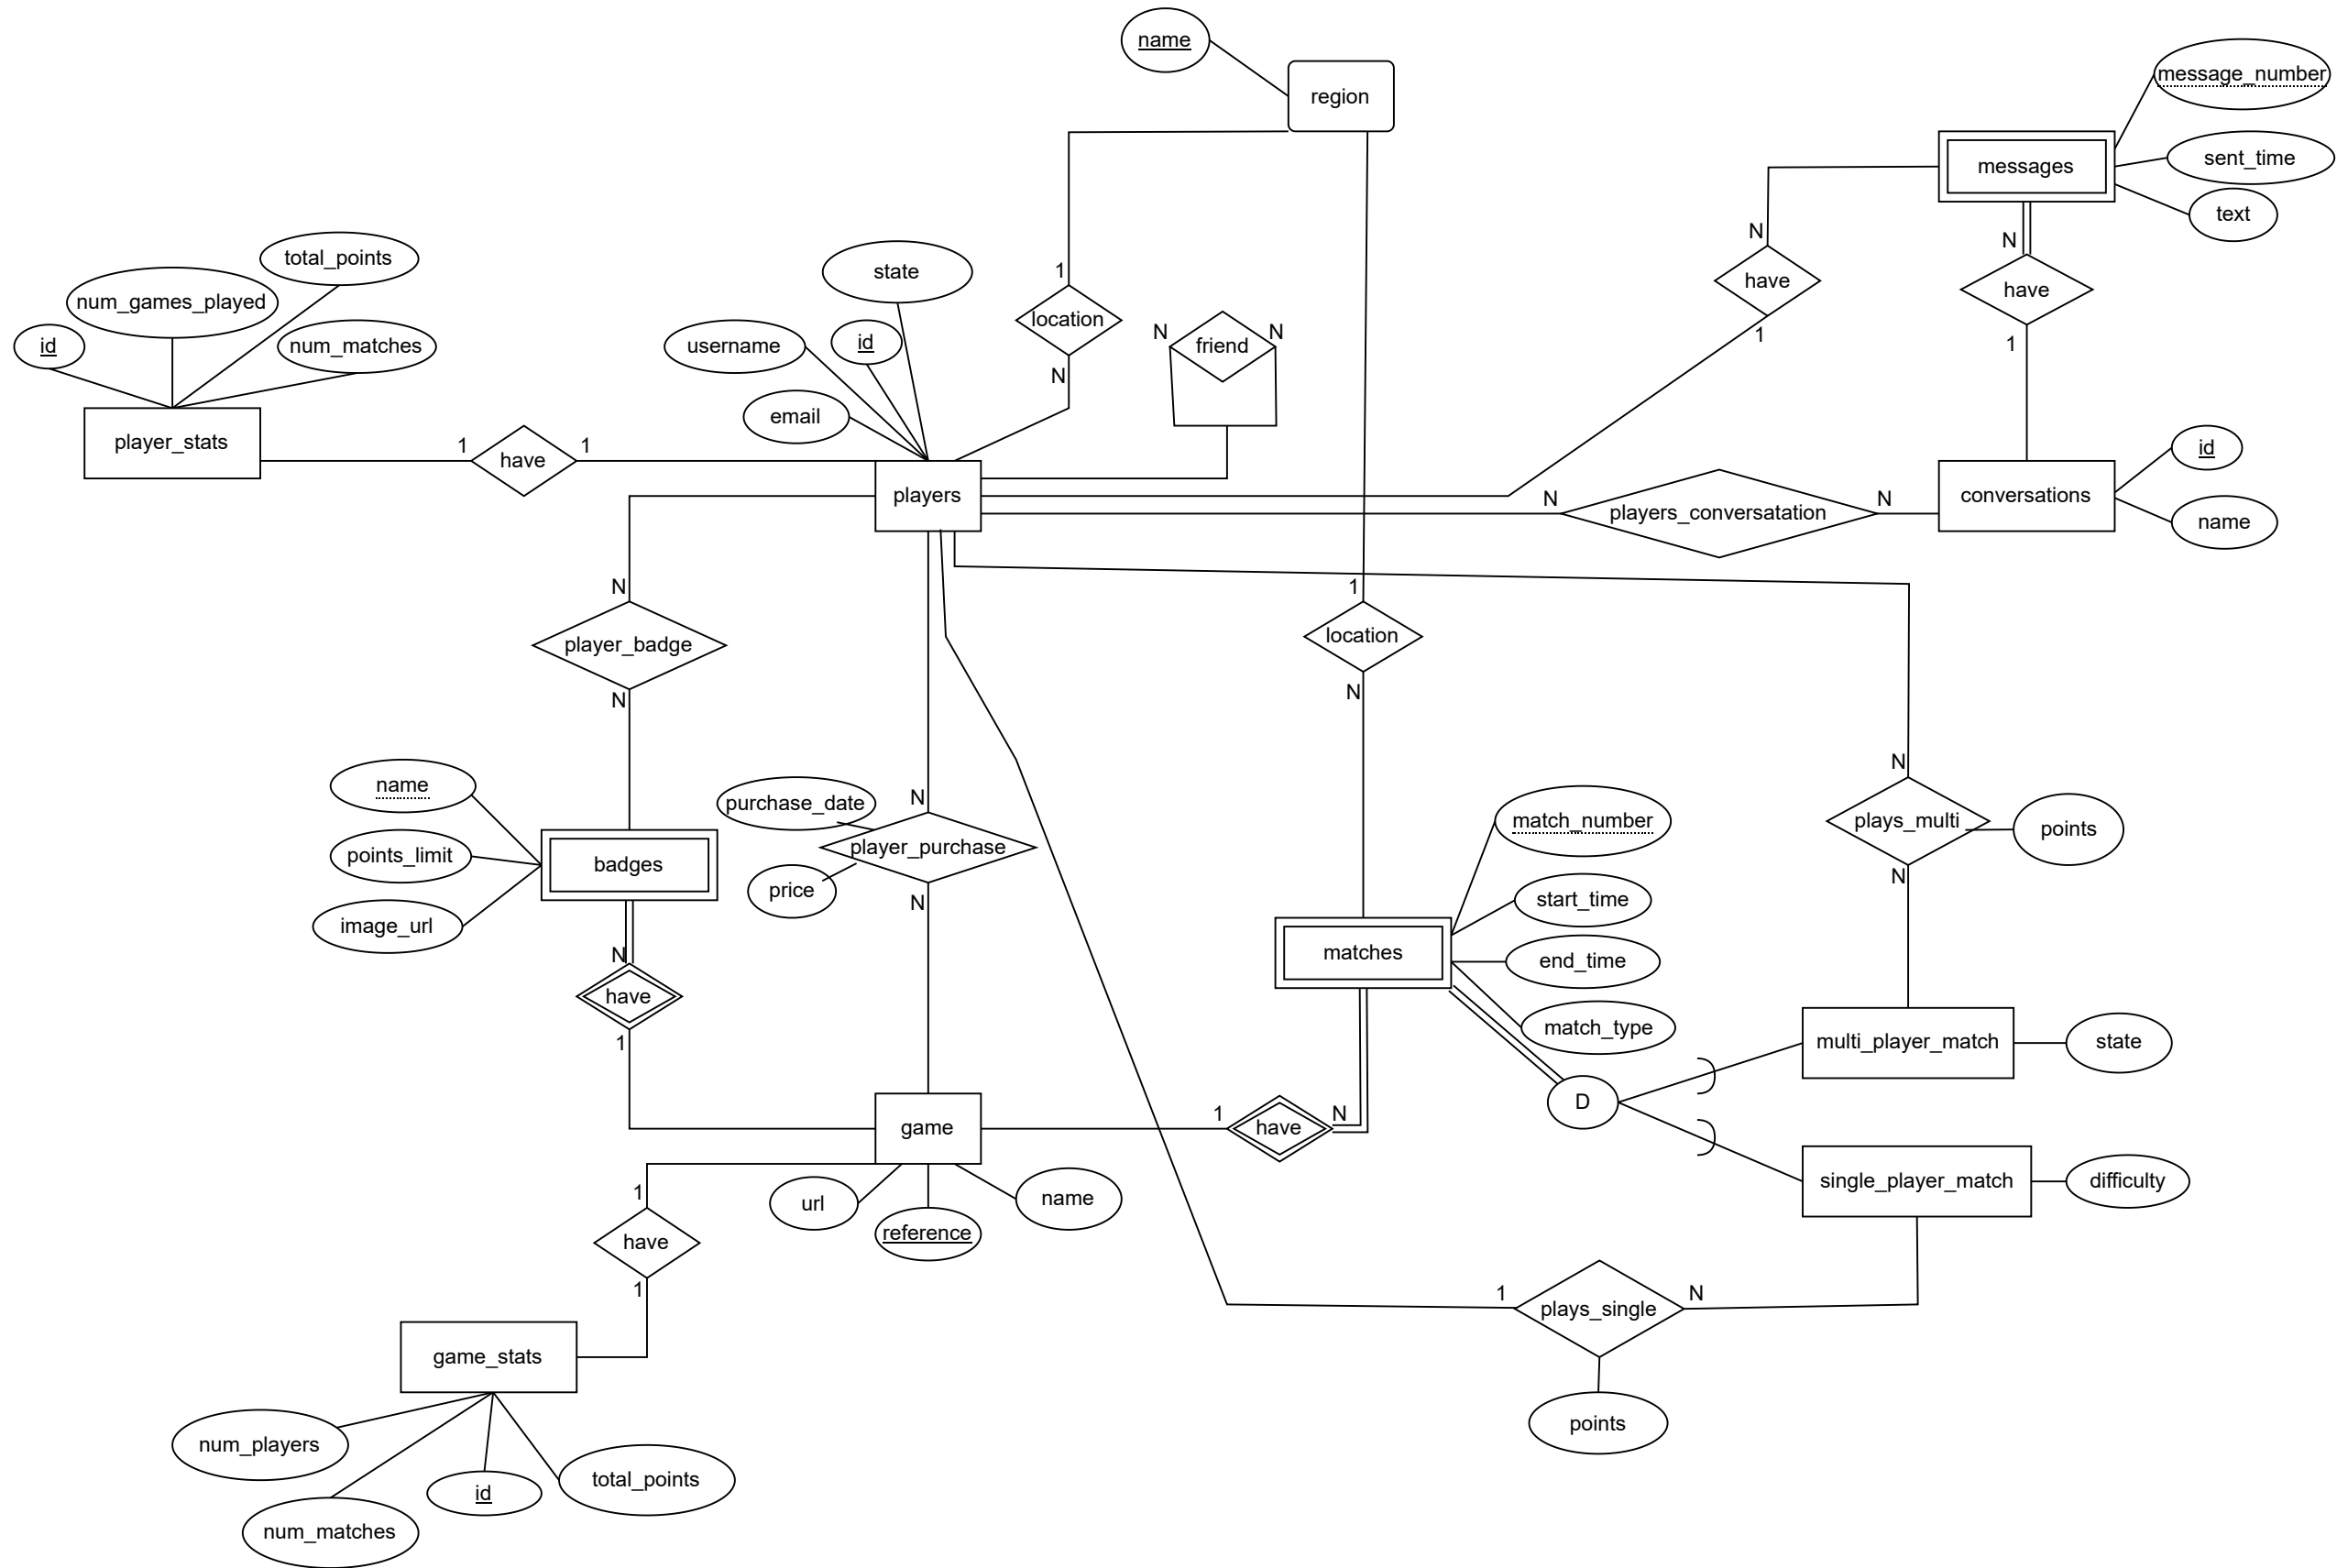 name
region
message_number
messages
sent_time
text
N
have
N
have
1
1
total_points
num_games_played
id
num_matches
player_stats
1
have
1
state
username
id
email
players
1
location
N
N
friend
N
id
conversations
name
N
players_conversatation
N
N
player_badge
N
1
location
N
name
points_limit
image_url
badges
N
have
1
purchase_date
N
player_purchase
price
N
N
plays_multi
points
N
match_number
start_time
matches
end_time
match_type
multi_player_match
state
D
single_player_match
difficulty
game
1
have
N
url
reference
name
1
have
1
1
plays_single
N
points
game_stats
num_players
num_matches
id
total_points